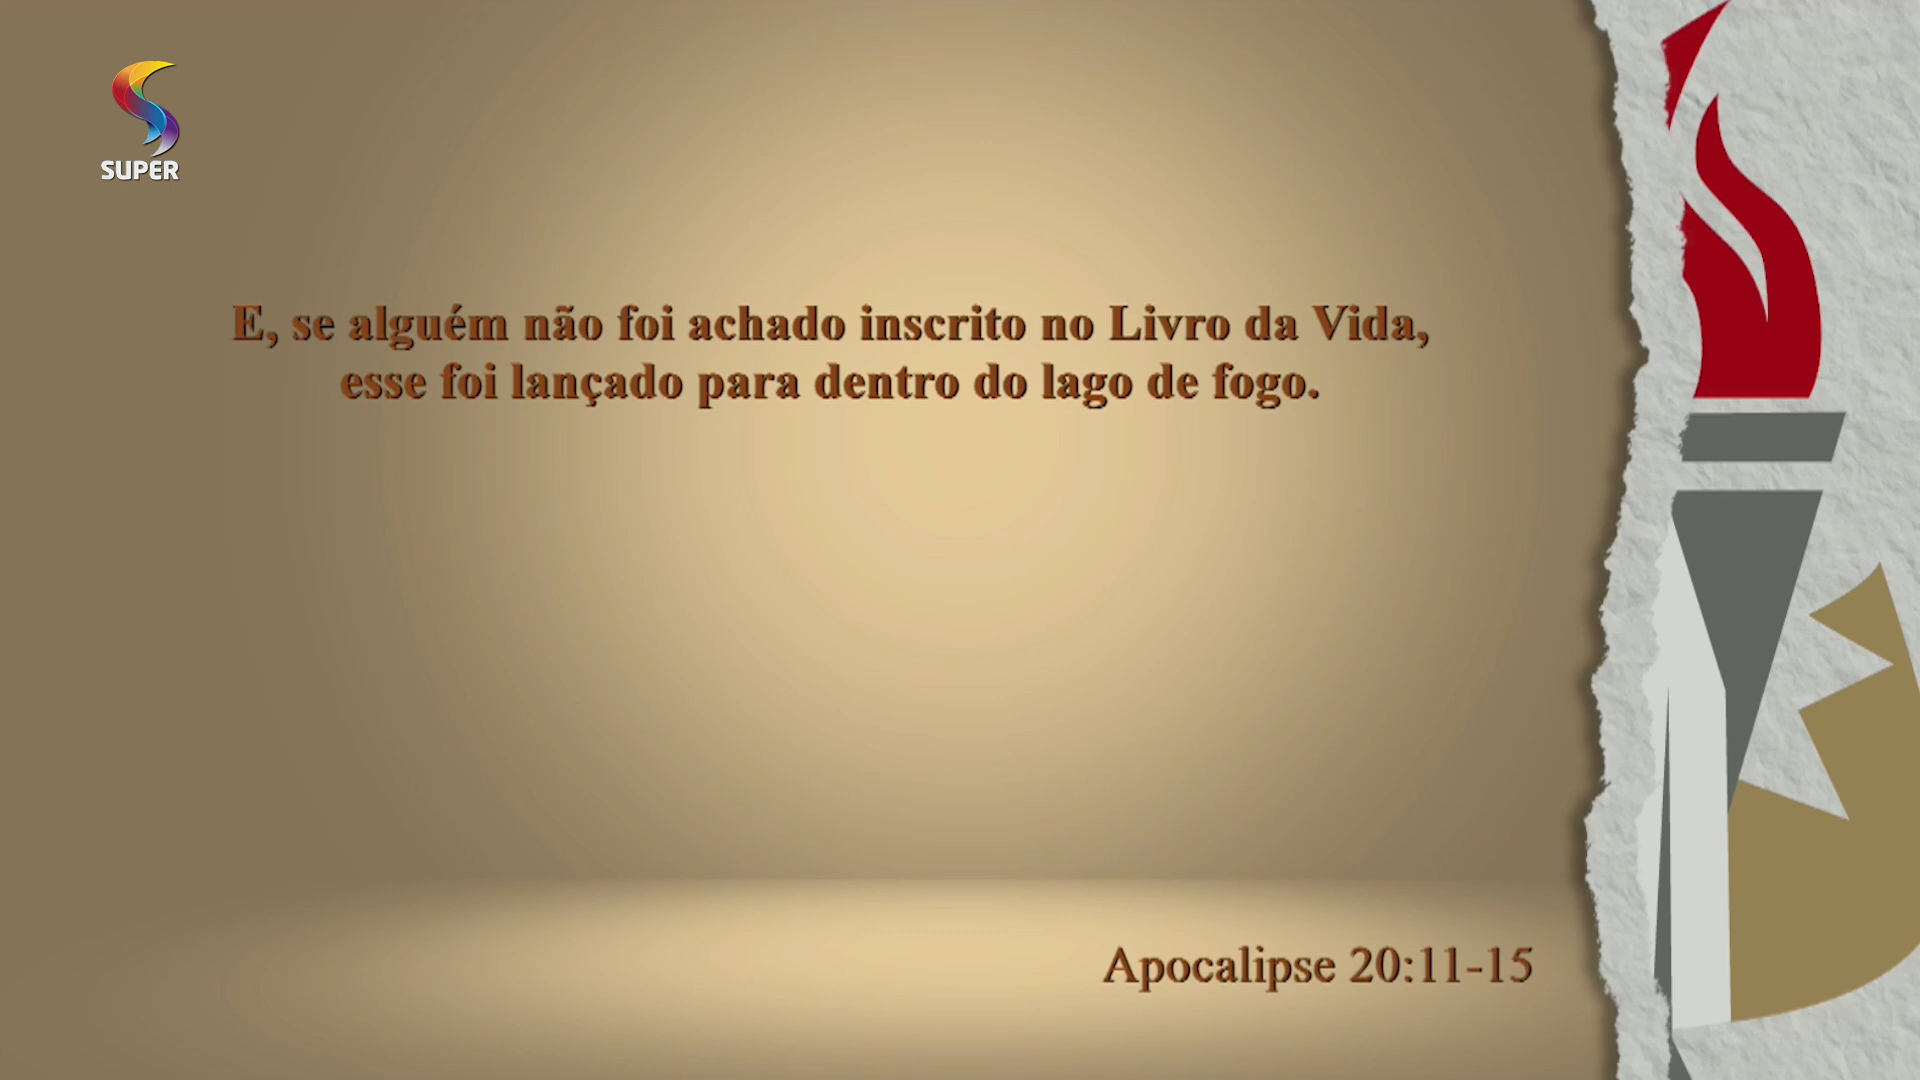 SUPER
E, se alguém não foi achado inscrito no Livro da Vida,
esse foi lançado para dentro do lago de fogo.
Apocalipse 20:11-15